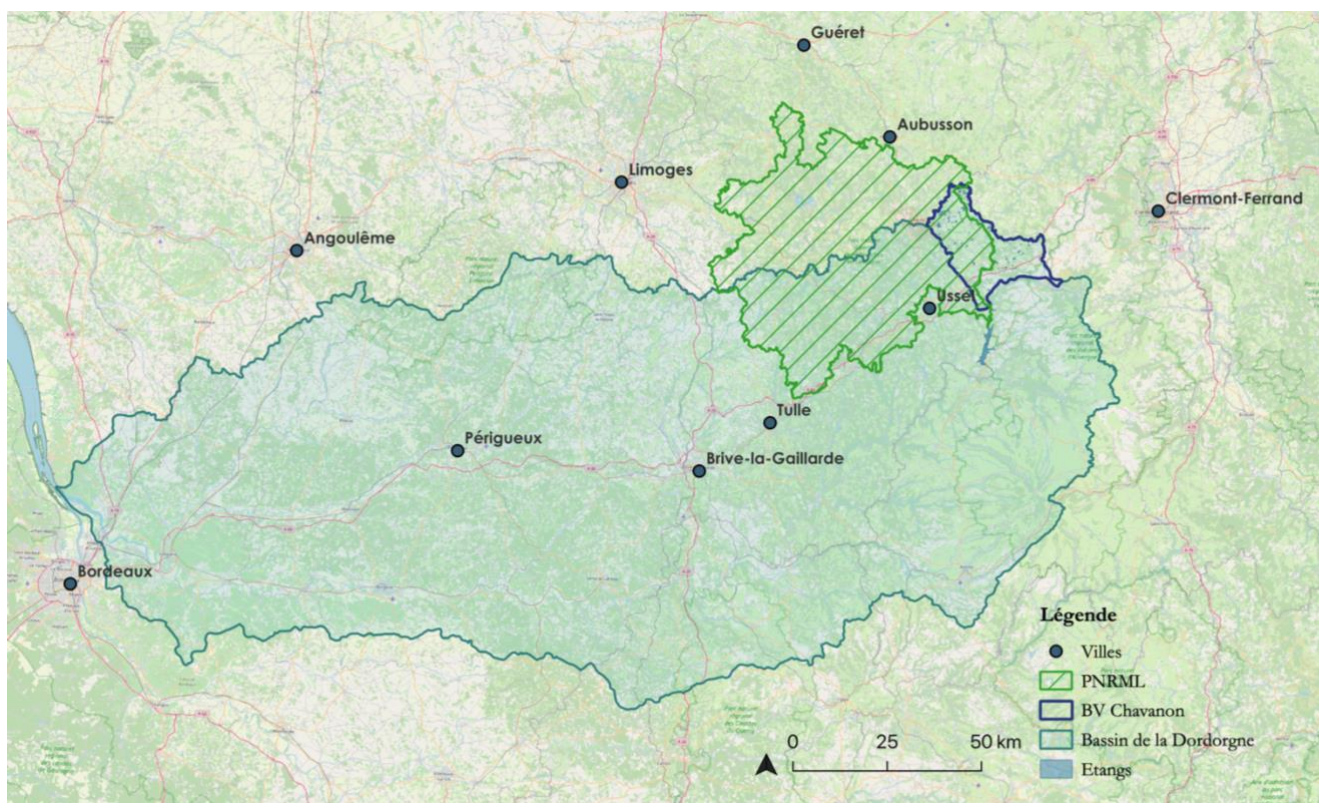 Guéret
Aubusson
Limoges
Clermont-Ferrand
Angoulême
Ussel
Tulle
Périgueux
Brive-la-Gaillarde
Bordeaux
Légende
Villes
PNRML
BV Chavanon
Bassin de la Dordorgne
Etangs
0 25 50 km